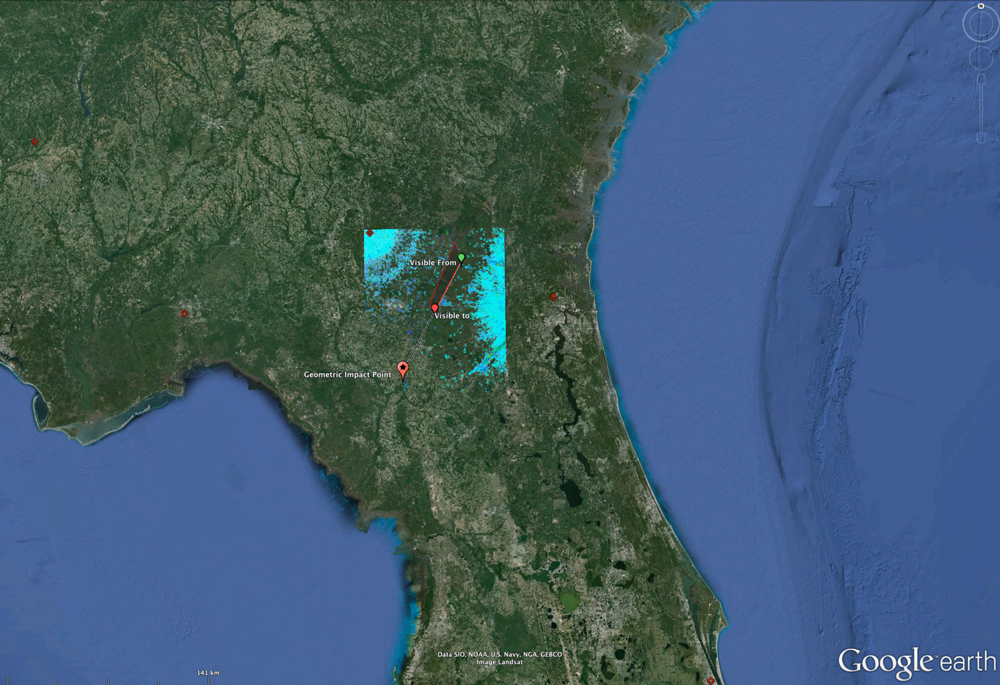 N
Visible From
Visible to
Geometric Impact Point
Data SIO, NOAA, U.S. Navy, NGA, GEBCO
Image Landsat
141 km
Google earth